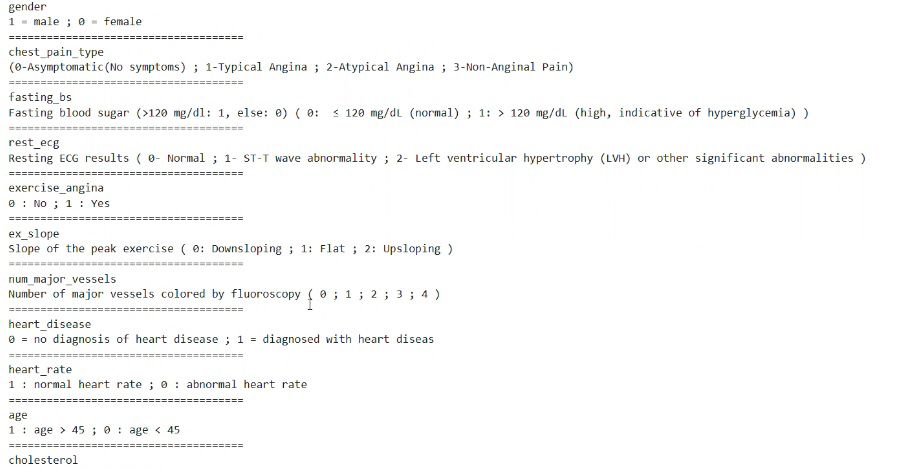 gender
1 = male ; 0 = female
=====================================
chest_pain_type
(0-Asymptomatic(No symptoms) ; 1-Typical Angina ; 2-Atypical Angina ; 3-Non-Anginal Pain)
=====================================
fasting_bs
Fasting blood sugar (>120 mg/dl: 1, else: 0) ( 0:  ≤ 120 mg/dL (normal) ; 1: > 120 mg/dL (high, indicative of hyperglycemia) )
=====================================
rest_ecg
Resting ECG results ( 0- Normal ; 1- ST-T wave abnormality ; 2- Left ventricular hypertrophy (LVH) or other significant abnormalities )
=====================================
exercise_angina
0 : No ; 1 : Yes
=====================================
ex_slope
Slope of the peak exercise ( 0: Downsloping ; 1: Flat ; 2: Upsloping )
=====================================
num_major_vessels
Number of major vessels colored by fluoroscopy ( 0 ; 1 ; 2 ; 3 ; 4 )
=====================================
heart_disease
0 = no diagnosis of heart disease ; 1 = diagnosed with heart diseas
=====================================
heart_rate
1 : normal heart rate ; 0 : abnormal heart rate
=====================================
age
1 : age > 45 ; 0 : age < 45
=====================================
cholesterol